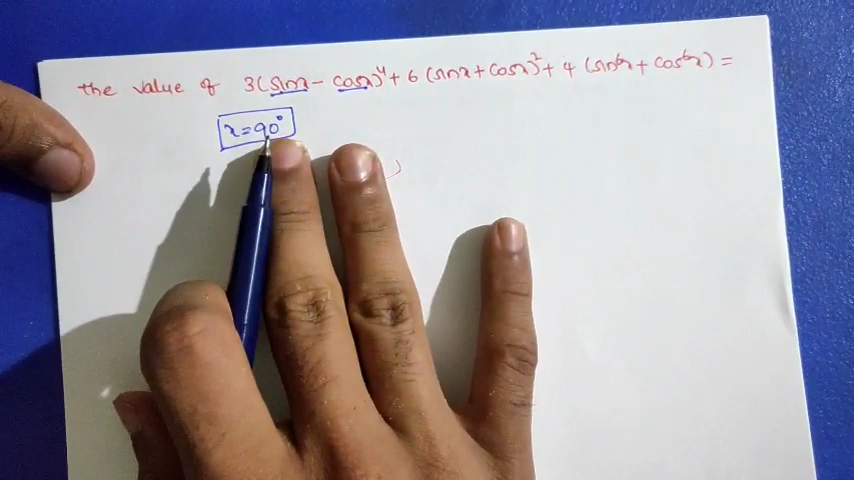 the value of 3(sinx - cosx)⁴ + 6 (sinx + cosx)² + 4 (sin⁶x + cos⁶x) =
x = 90°